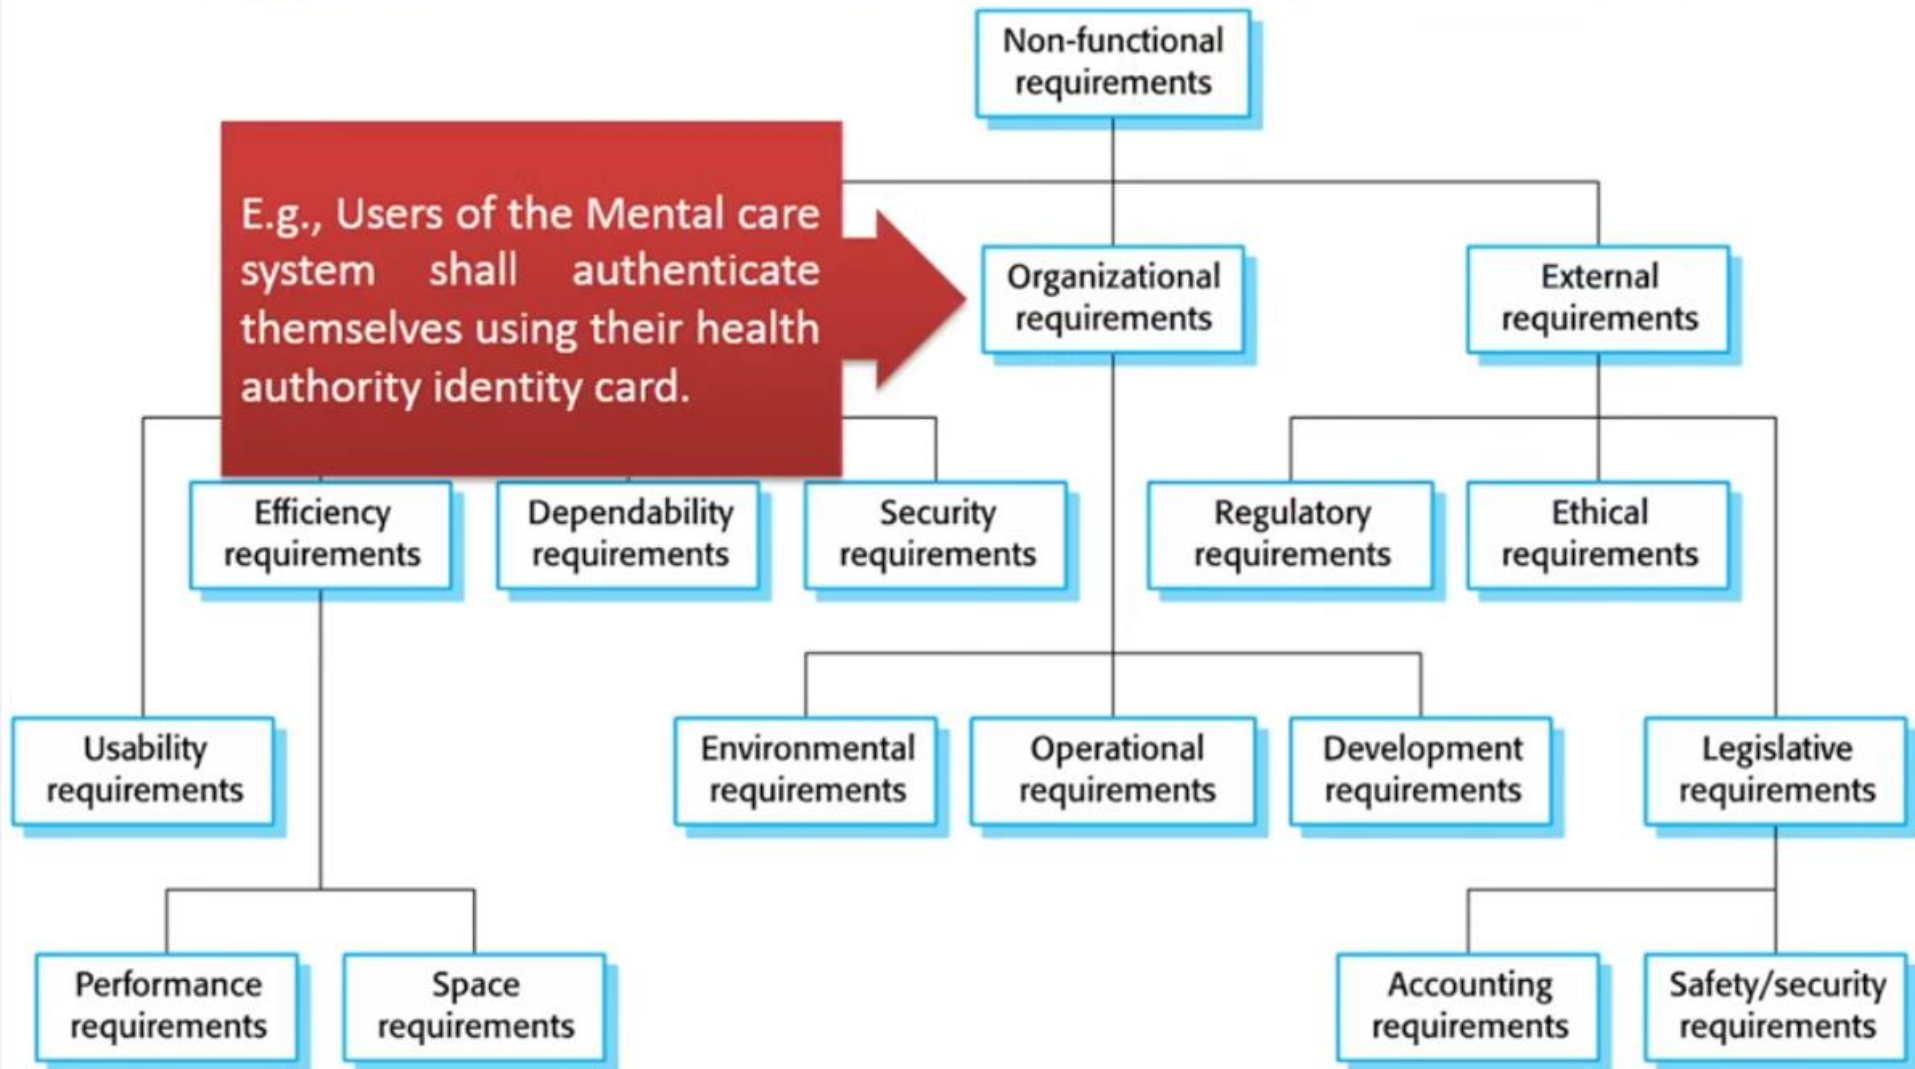 Non-functional
requirements
E.g., Users of the Mental care
system shall authenticate
themselves using their health
authority identity card.
Organizational
requirements
External
requirements
Efficiency
requirements
Dependability
requirements
Security
requirements
Regulatory
requirements
Ethical
requirements
Usability
requirements
Environmental
requirements
Operational
requirements
Development
requirements
Legislative
requirements
Performance
requirements
Space
requirements
Accounting
requirements
Safety/security
requirements